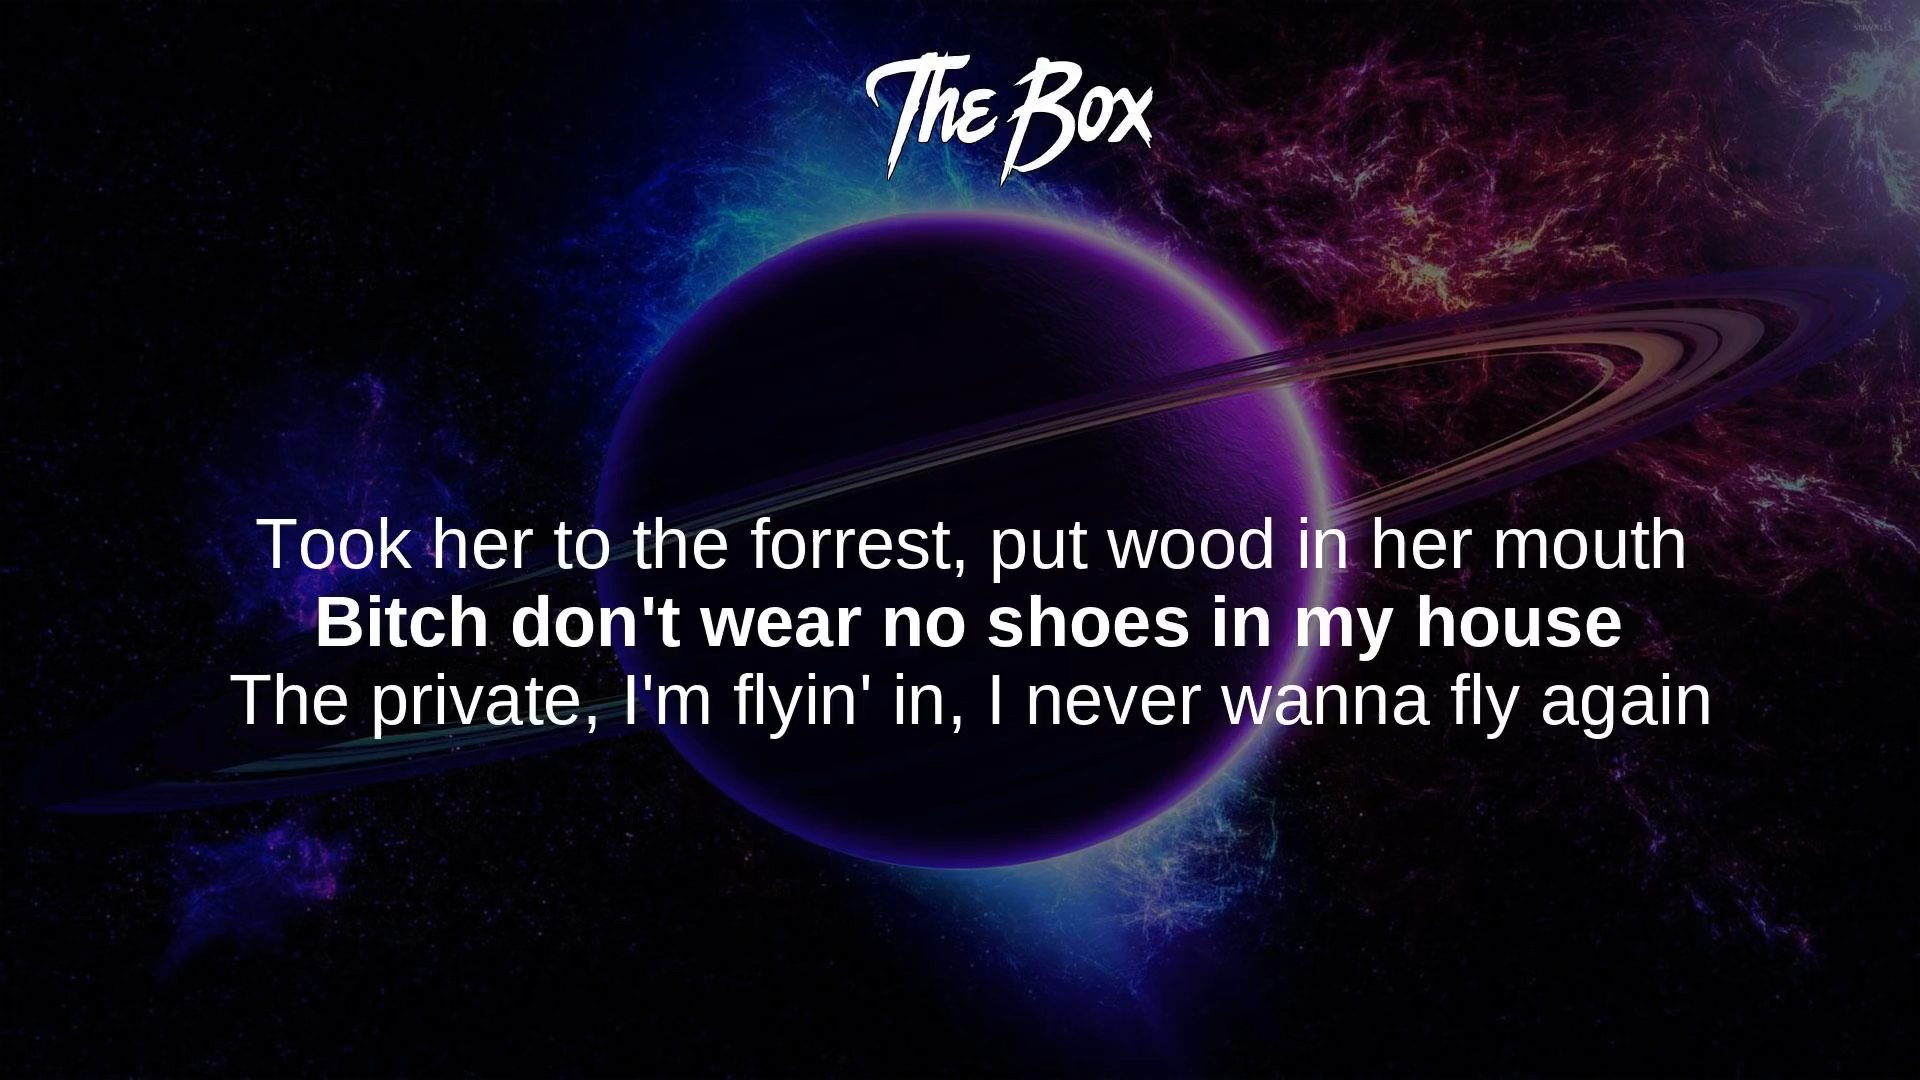 The Box
Took her to the forrest, put wood in her mouth
Bitch don't wear no shoes in my house
The private, I'm flyin' in, I never wanna fly again